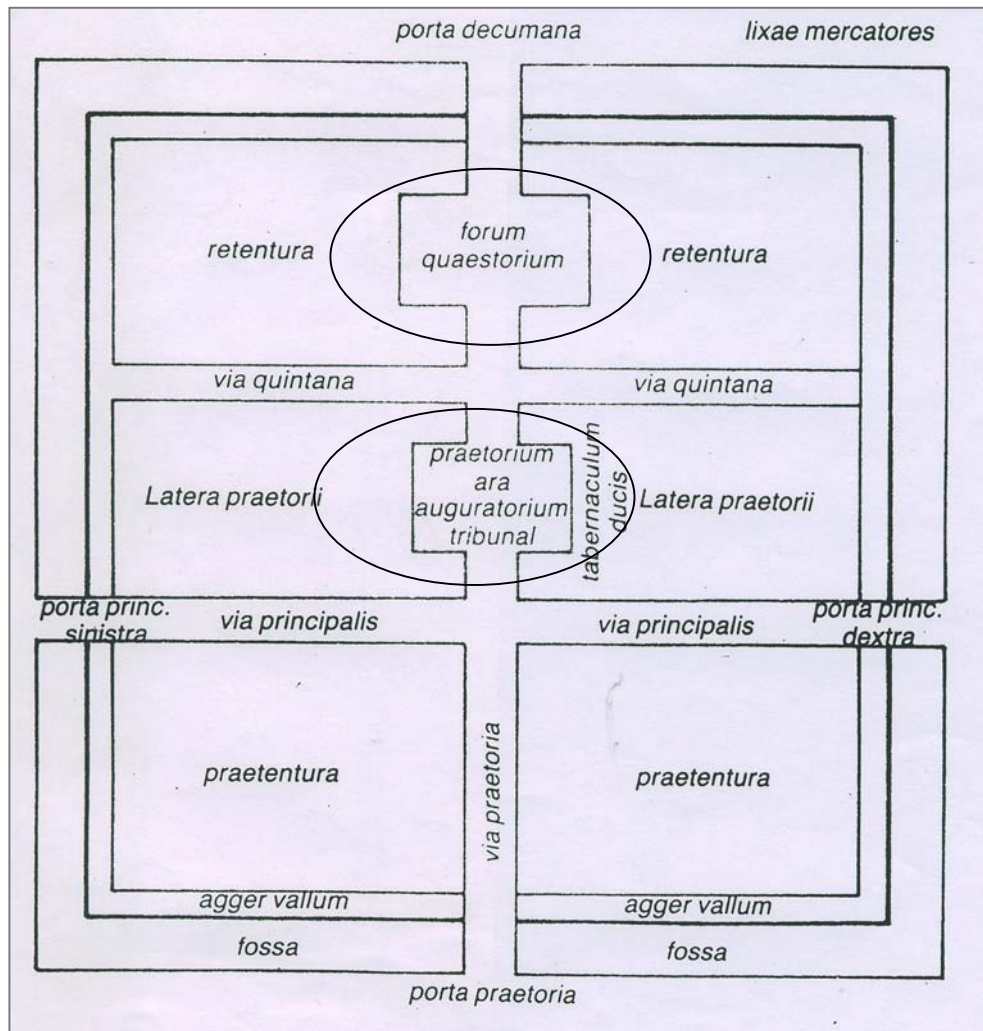 porta decumana
lixae mercatores
forum
quaestorium
retentura
retentura
via quintana
via quintana
praetorium
ara
auguratorium
tribunal
tabernaculum
ducis
Latera praetorii
Latera praetorii
porta princ.
sinistra
via principalis
via principalis
porta princ.
dextra
praetentura
via praetoria
praetentura
agger vallum
agger vallum
fossa
fossa
porta praetoria